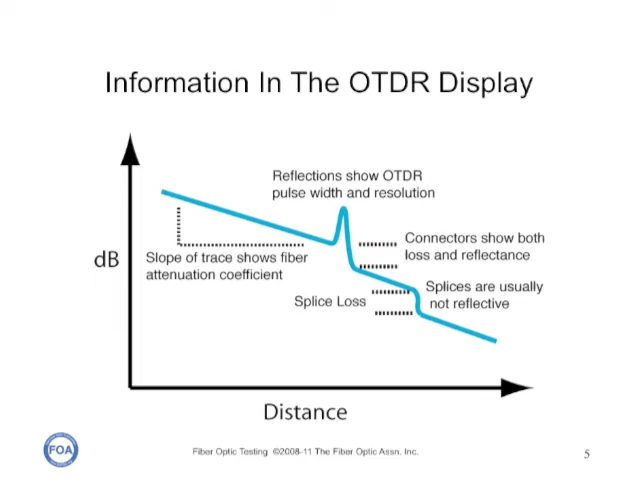 Information In The OTDR Display
Reflections show OTDR
pulse width and resolution
Connectors show both
loss and reflectance
dB
Slope of trace shows fiber
attenuation coefficient
Splices are usually
not reflective
Splice Loss
Distance
FOA
Fiber Optic Testing ©2008-11 The Fiber Optic Assn. Inc.
5